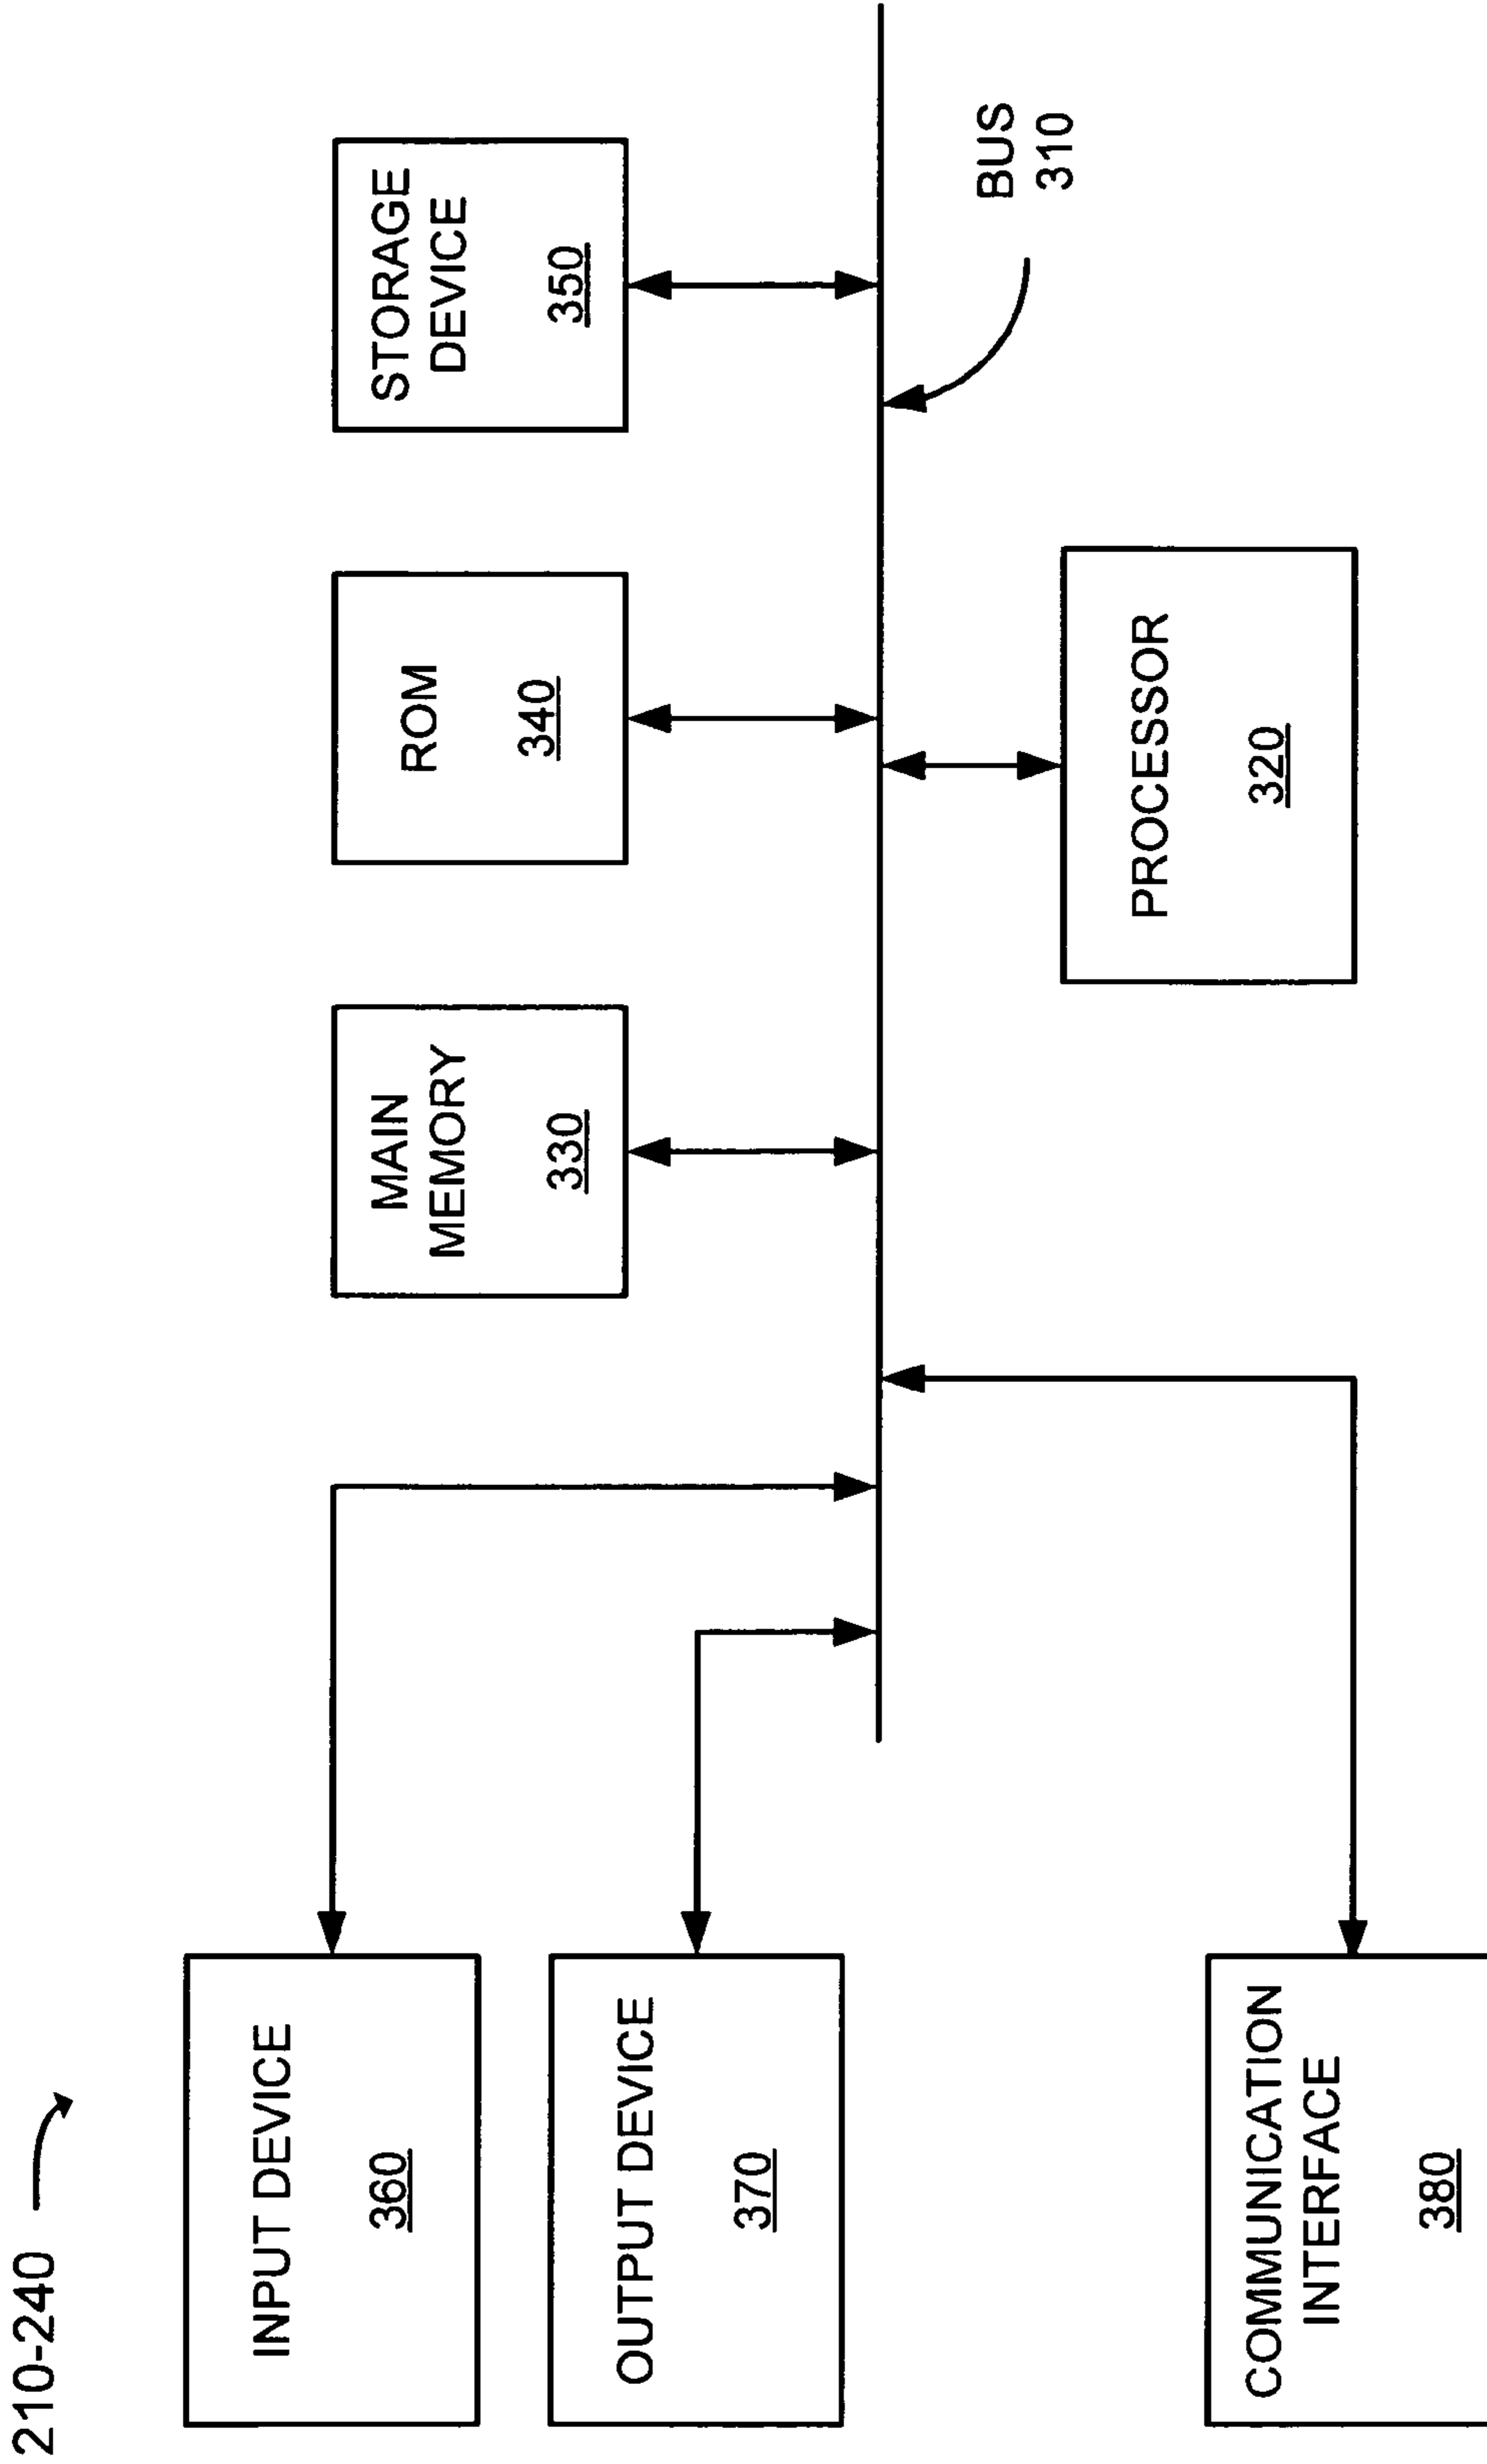 210-240
MAIN
MEMORY
330
ROM
340
STORAGE
DEVICE
350
INPUT DEVICE
360
OUTPUT DEVICE
370
BUS
310
COMMUNICATION
INTERFACE
380
PROCESSOR
320